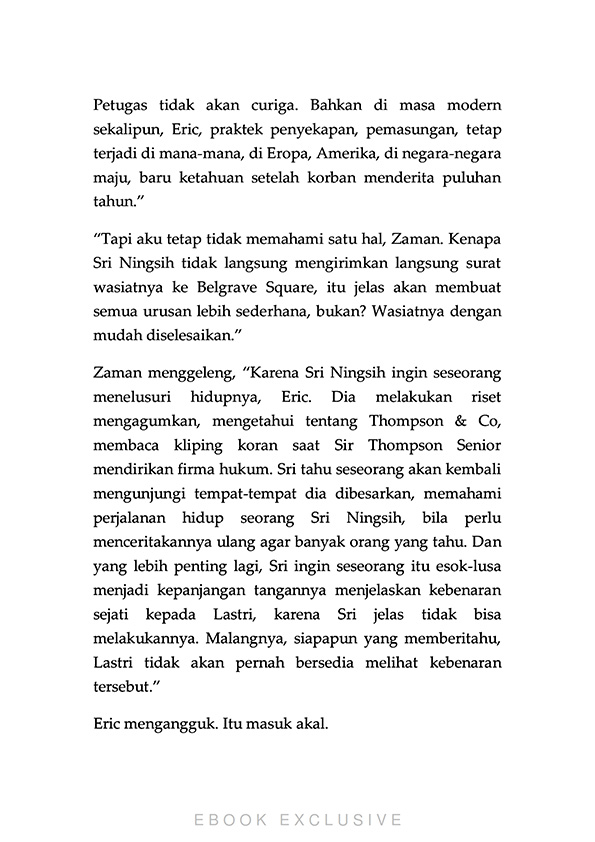 Petugas tidak akan curiga. Bahkan di masa modern
sekalipun, Eric, praktek penyekapan, pemasungan, tetap
terjadi di mana-mana, di Eropa, Amerika, di negara-negara
maju, baru ketahuan setelah korban menderita puluhan
tahun.”
“Tapi aku tetap tidak memahami satu hal, Zaman. Kenapa
Sri Ningsih tidak langsung mengirimkan langsung surat
wasiatnya ke Belgrave Square, itu jelas akan membuat
semua urusan lebih sederhana, bukan? Wasiatnya dengan
mudah diselesaikan.”
Zaman menggeleng, “Karena Sri Ningsih ingin seseorang
menelusuri hidupnya, Eric. Dia melakukan riset
mengagumkan, mengetahui tentang Thompson & Co,
membaca kliping koran saat Sir Thompson Senior
mendirikan firma hukum. Sri tahu seseorang akan kembali
mengunjungi tempat-tempat dia dibesarkan, memahami
perjalanan hidup seorang Sri Ningsih, bila perlu
menceritakannya ulang agar banyak orang yang tahu. Dan
yang lebih penting lagi, Sri ingin seseorang itu esok-lusa
menjadi kepanjangan tangannya menjelaskan kebenaran
sejati kepada Lastri, karena Sri jelas tidak bisa
melakukannya. Malangnya, siapapun yang memberitahu,
Lastri tidak akan pernah bersedia melihat kebenaran
tersebut.”
Eric mengangguk. Itu masuk akal.
EBOOK EXCLUSIVE